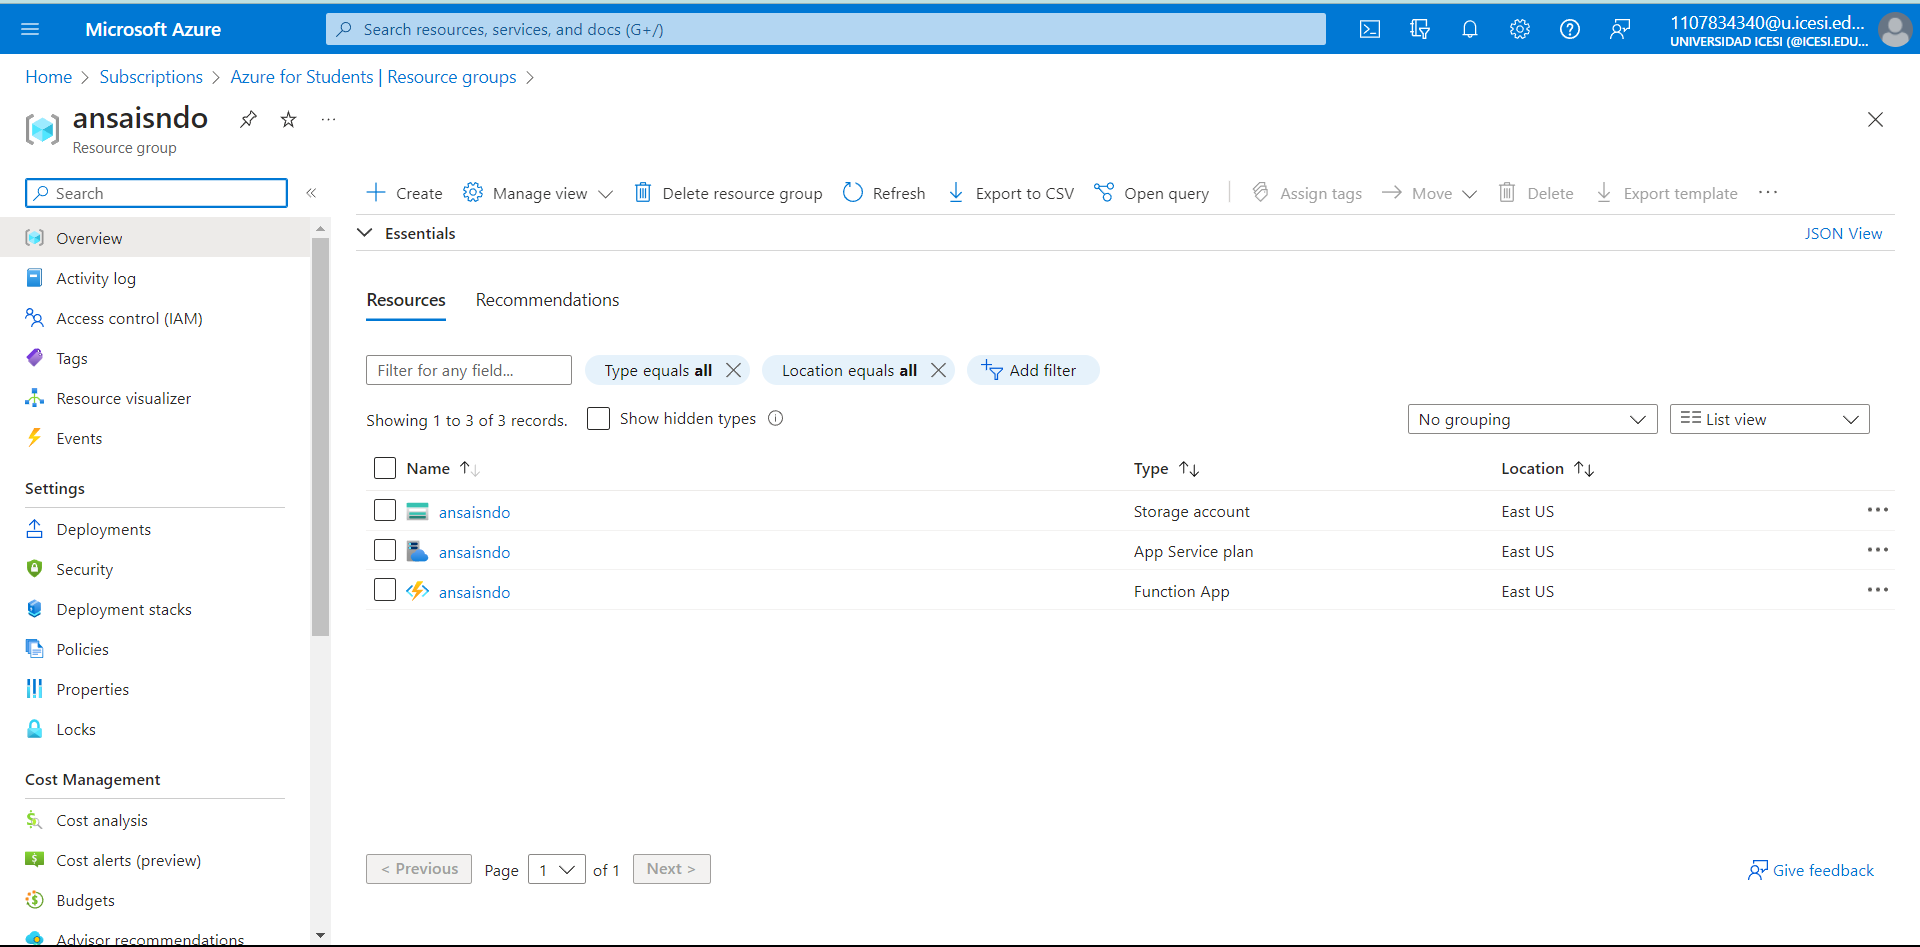 Microsoft Azure
Search resources, services, and docs (G+/)
1107834340@u.icesi.ed...
UNIVERSIDAD ICESI (@ICESI.EDU...
Home > Subscriptions > Azure for Students | Resource groups >
ansaisndo
...
Resource group
Search
«
Create
Manage view
Delete resource group
Refresh
Export to CSV
Open query
Assign tags
Move
Delete
Export template
...
Overview
Activity log
Access control (IAM)
Tags
Resource visualizer
Events
Settings
Deployments
Security
Deployment stacks
Policies
Properties
Locks
Cost Management
Cost analysis
Cost alerts (preview)
Budgets
Advisor recommendations
Essentials
JSON View
Resources
Recommendations
Filter for any field...
Type equals all
Location equals all
Add filter
Showing 1 to 3 of 3 records.
Show hidden types
No grouping
List view
Name Type Location
ansaisndo Storage account East US
ansaisndo App Service plan East US
ansaisndo Function App East US
< Previous Page 1 of 1 Next >
Give feedback